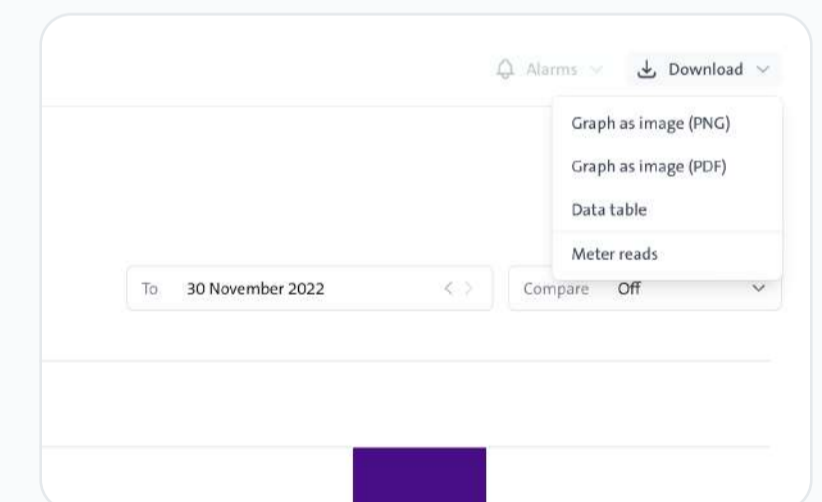 Alarms
Download
Graph as image (PNG)
Graph as image (PDF)
Data table
Meter reads
To 30 November 2022
Compare Off